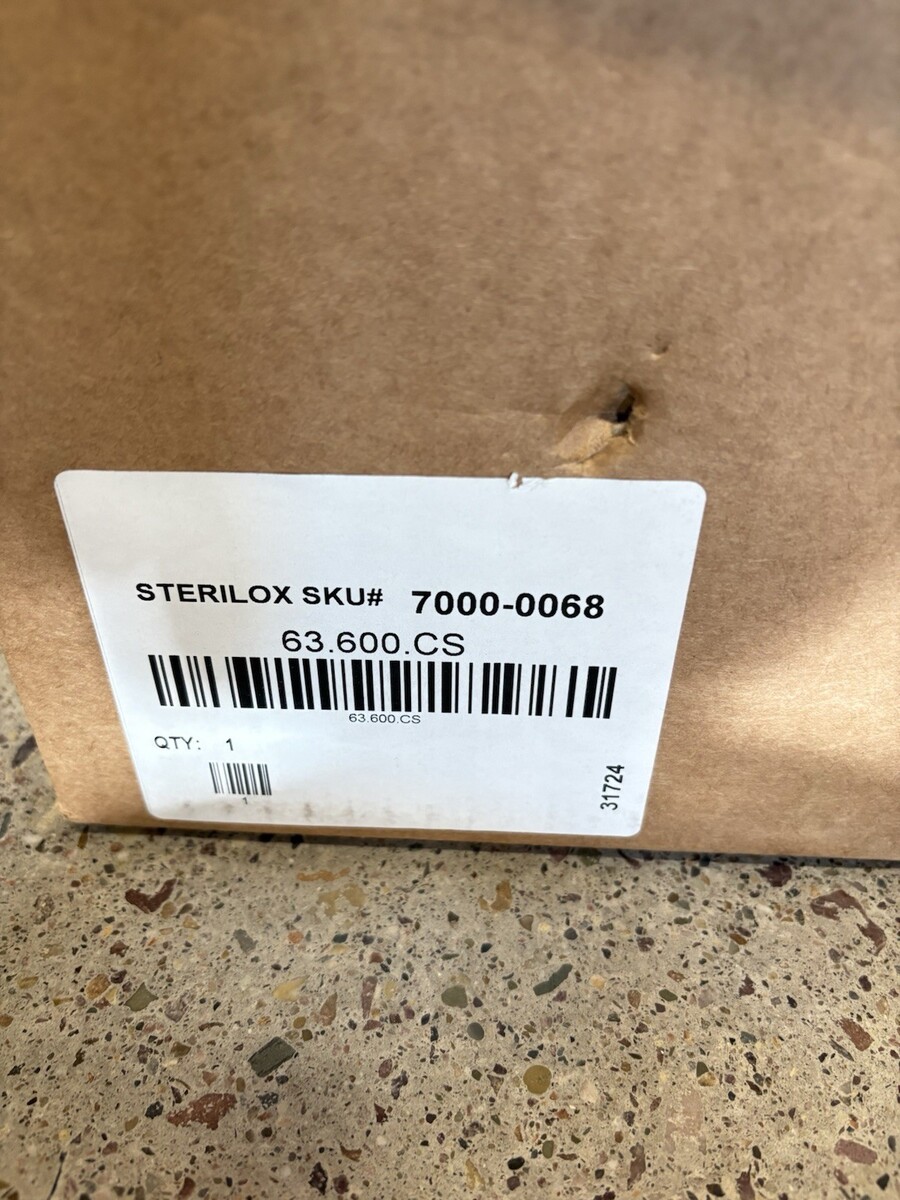 STERILOX SKU# 7000-0068
63.600.CS
63.600.CS
QTY: 1
1
31724